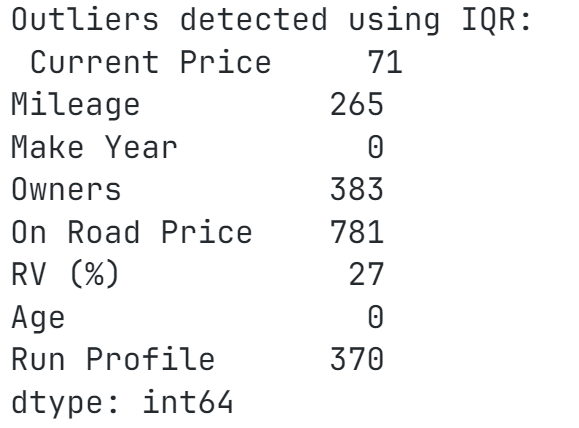 Outliers detected using IQR:
 Current Price     71
Mileage          265
Make Year          0
Owners           383
On Road Price    781
RV (%)            27
Age                0
Run Profile      370
dtype: int64